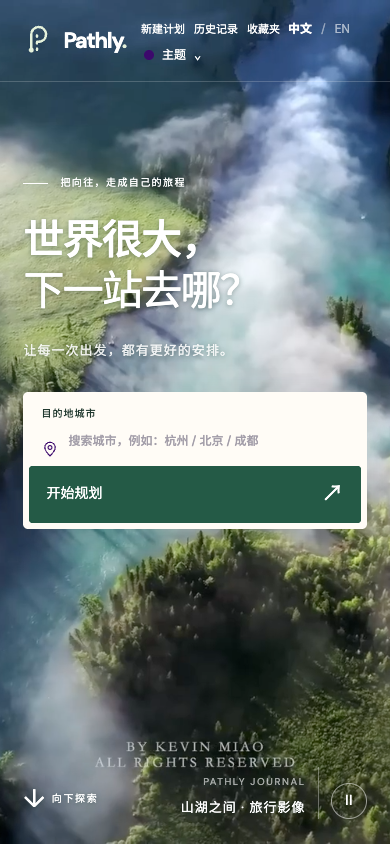 Pathly.
新建计划 历史记录 收藏夹 中文 / EN
主题
把向往，走成自己的旅程
世界很大，
下一站去哪？
让每一次出发，都有更好的安排。
目的地城市
搜索城市，例如：杭州 / 北京 / 成都
开始规划
BY KEVIN MIAO
ALL RIGHTS RESERVED
PATHLY JOURNAL
山湖之间 · 旅行影像
向下探索